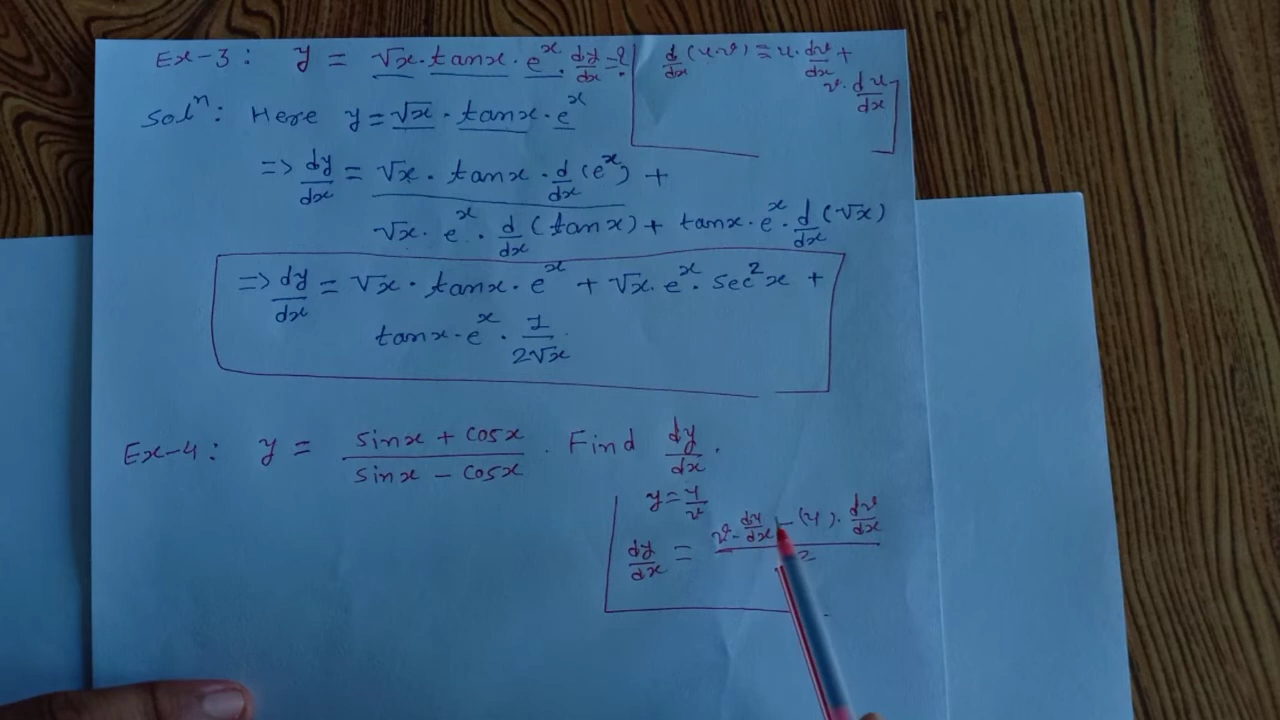 Ex-3: y = √x · tanx · e^x. dy/dx = ?
d/dx (u·v) = u· dv/dx +
v· du/dx
Solⁿ: Here y = √x · tanx · e^x
=> dy/dx = √x · tanx · d/dx (e^x) +
√x · e^x · d/dx (tanx) + tanx · e^x · d/dx (√x)
=> dy/dx = √x · tanx · e^x + √x · e^x · sec²x +
tanx · e^x · 1/2√x
Ex-4: y = sinx + cosx / sinx - cosx . Find dy/dx .
y = u/v
dy/dx = v· du/dx - (u)· dv/dx / 2